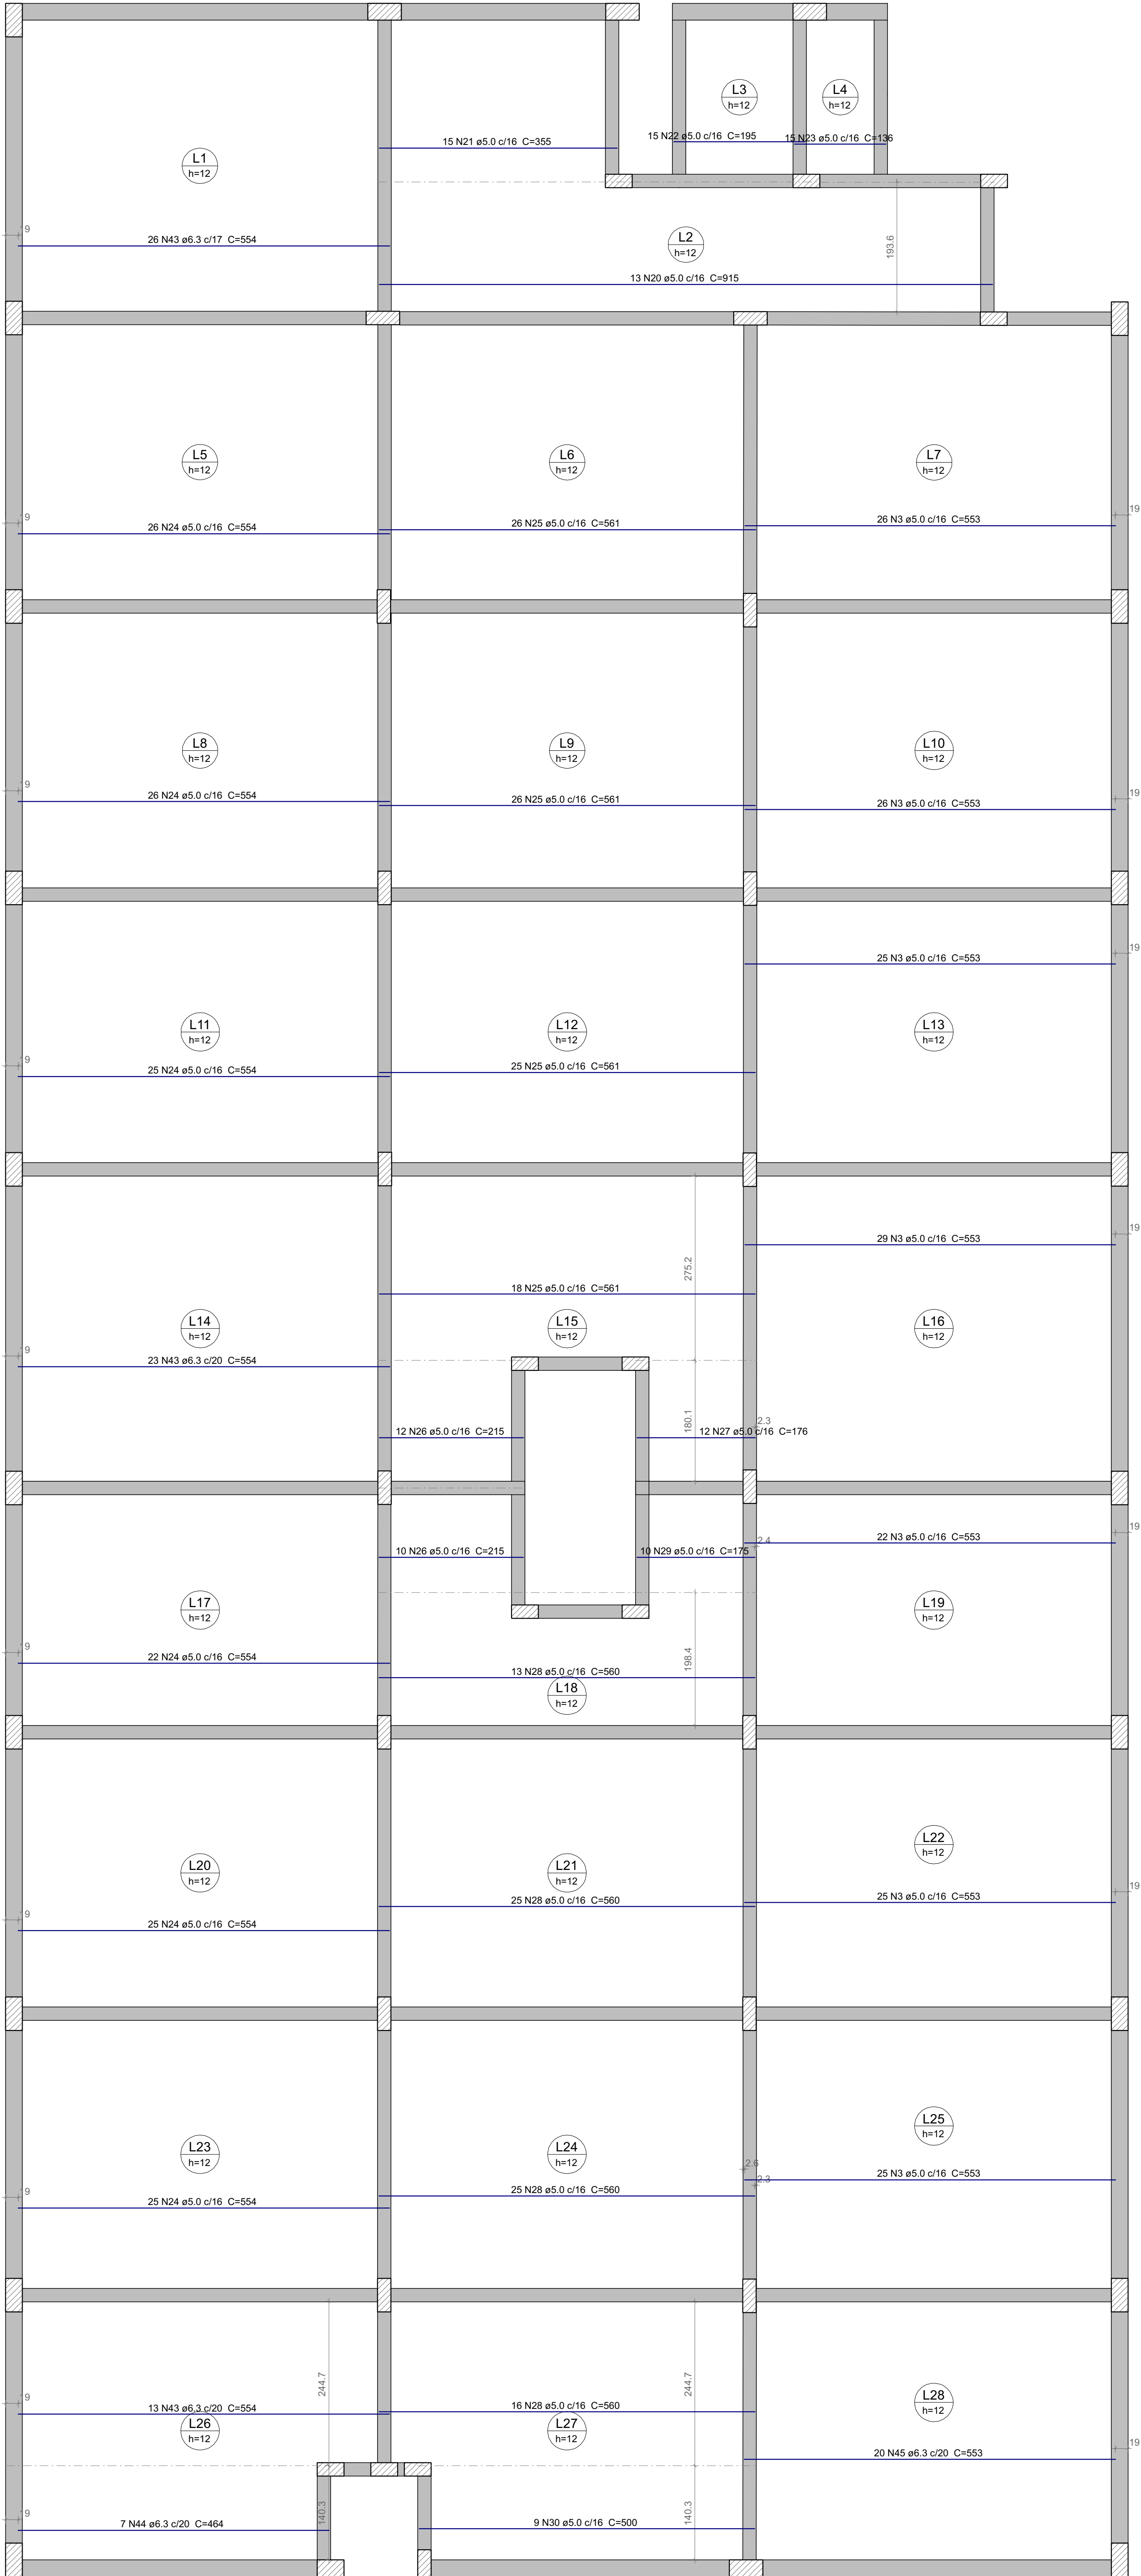 L3
h=12
L4
h=12
15 N22 ø5.0 c/16 C=195
15 N23 ø5.0 c/16 C=136
15 N21 ø5.0 c/16 C=355
L1
h=12
19
26 N43 ø6.3 c/17 C=554
L2
h=12
193.6
13 N20 ø5.0 c/16 C=915
L5
h=12
L6
h=12
L7
h=12
19
26 N24 ø5.0 c/16 C=554
26 N25 ø5.0 c/16 C=561
26 N3 ø5.0 c/16 C=553
19
L8
h=12
L9
h=12
L10
h=12
19
26 N24 ø5.0 c/16 C=554
26 N25 ø5.0 c/16 C=561
26 N3 ø5.0 c/16 C=553
19
25 N3 ø5.0 c/16 C=553
19
L11
h=12
L12
h=12
L13
h=12
19
25 N24 ø5.0 c/16 C=554
25 N25 ø5.0 c/16 C=561
29 N3 ø5.0 c/16 C=553
19
275.2
18 N25 ø5.0 c/16 C=561
L14
h=12
L15
h=12
L16
h=12
19
23 N43 ø6.3 c/20 C=554
180.1
2.3
12 N26 ø5.0 c/16 C=215
12 N27 ø5.0 c/16 C=176
22 N3 ø5.0 c/16 C=553
19
2.4
10 N26 ø5.0 c/16 C=215
10 N29 ø5.0 c/16 C=175
L17
h=12
L19
h=12
19
22 N24 ø5.0 c/16 C=554
198.4
13 N28 ø5.0 c/16 C=560
L18
h=12
L20
h=12
L21
h=12
L22
h=12
19
25 N24 ø5.0 c/16 C=554
25 N28 ø5.0 c/16 C=560
25 N3 ø5.0 c/16 C=553
19
L23
h=12
L24
h=12
L25
h=12
2.6
2.3
19
25 N24 ø5.0 c/16 C=554
25 N28 ø5.0 c/16 C=560
25 N3 ø5.0 c/16 C=553
244.7
244.7
19
13 N43 ø6.3 c/20 C=554
16 N28 ø5.0 c/16 C=560
L26
h=12
L27
h=12
L28
h=12
20 N45 ø6.3 c/20 C=553
19
19
140.3
140.3
7 N44 ø6.3 c/20 C=464
9 N30 ø5.0 c/16 C=500